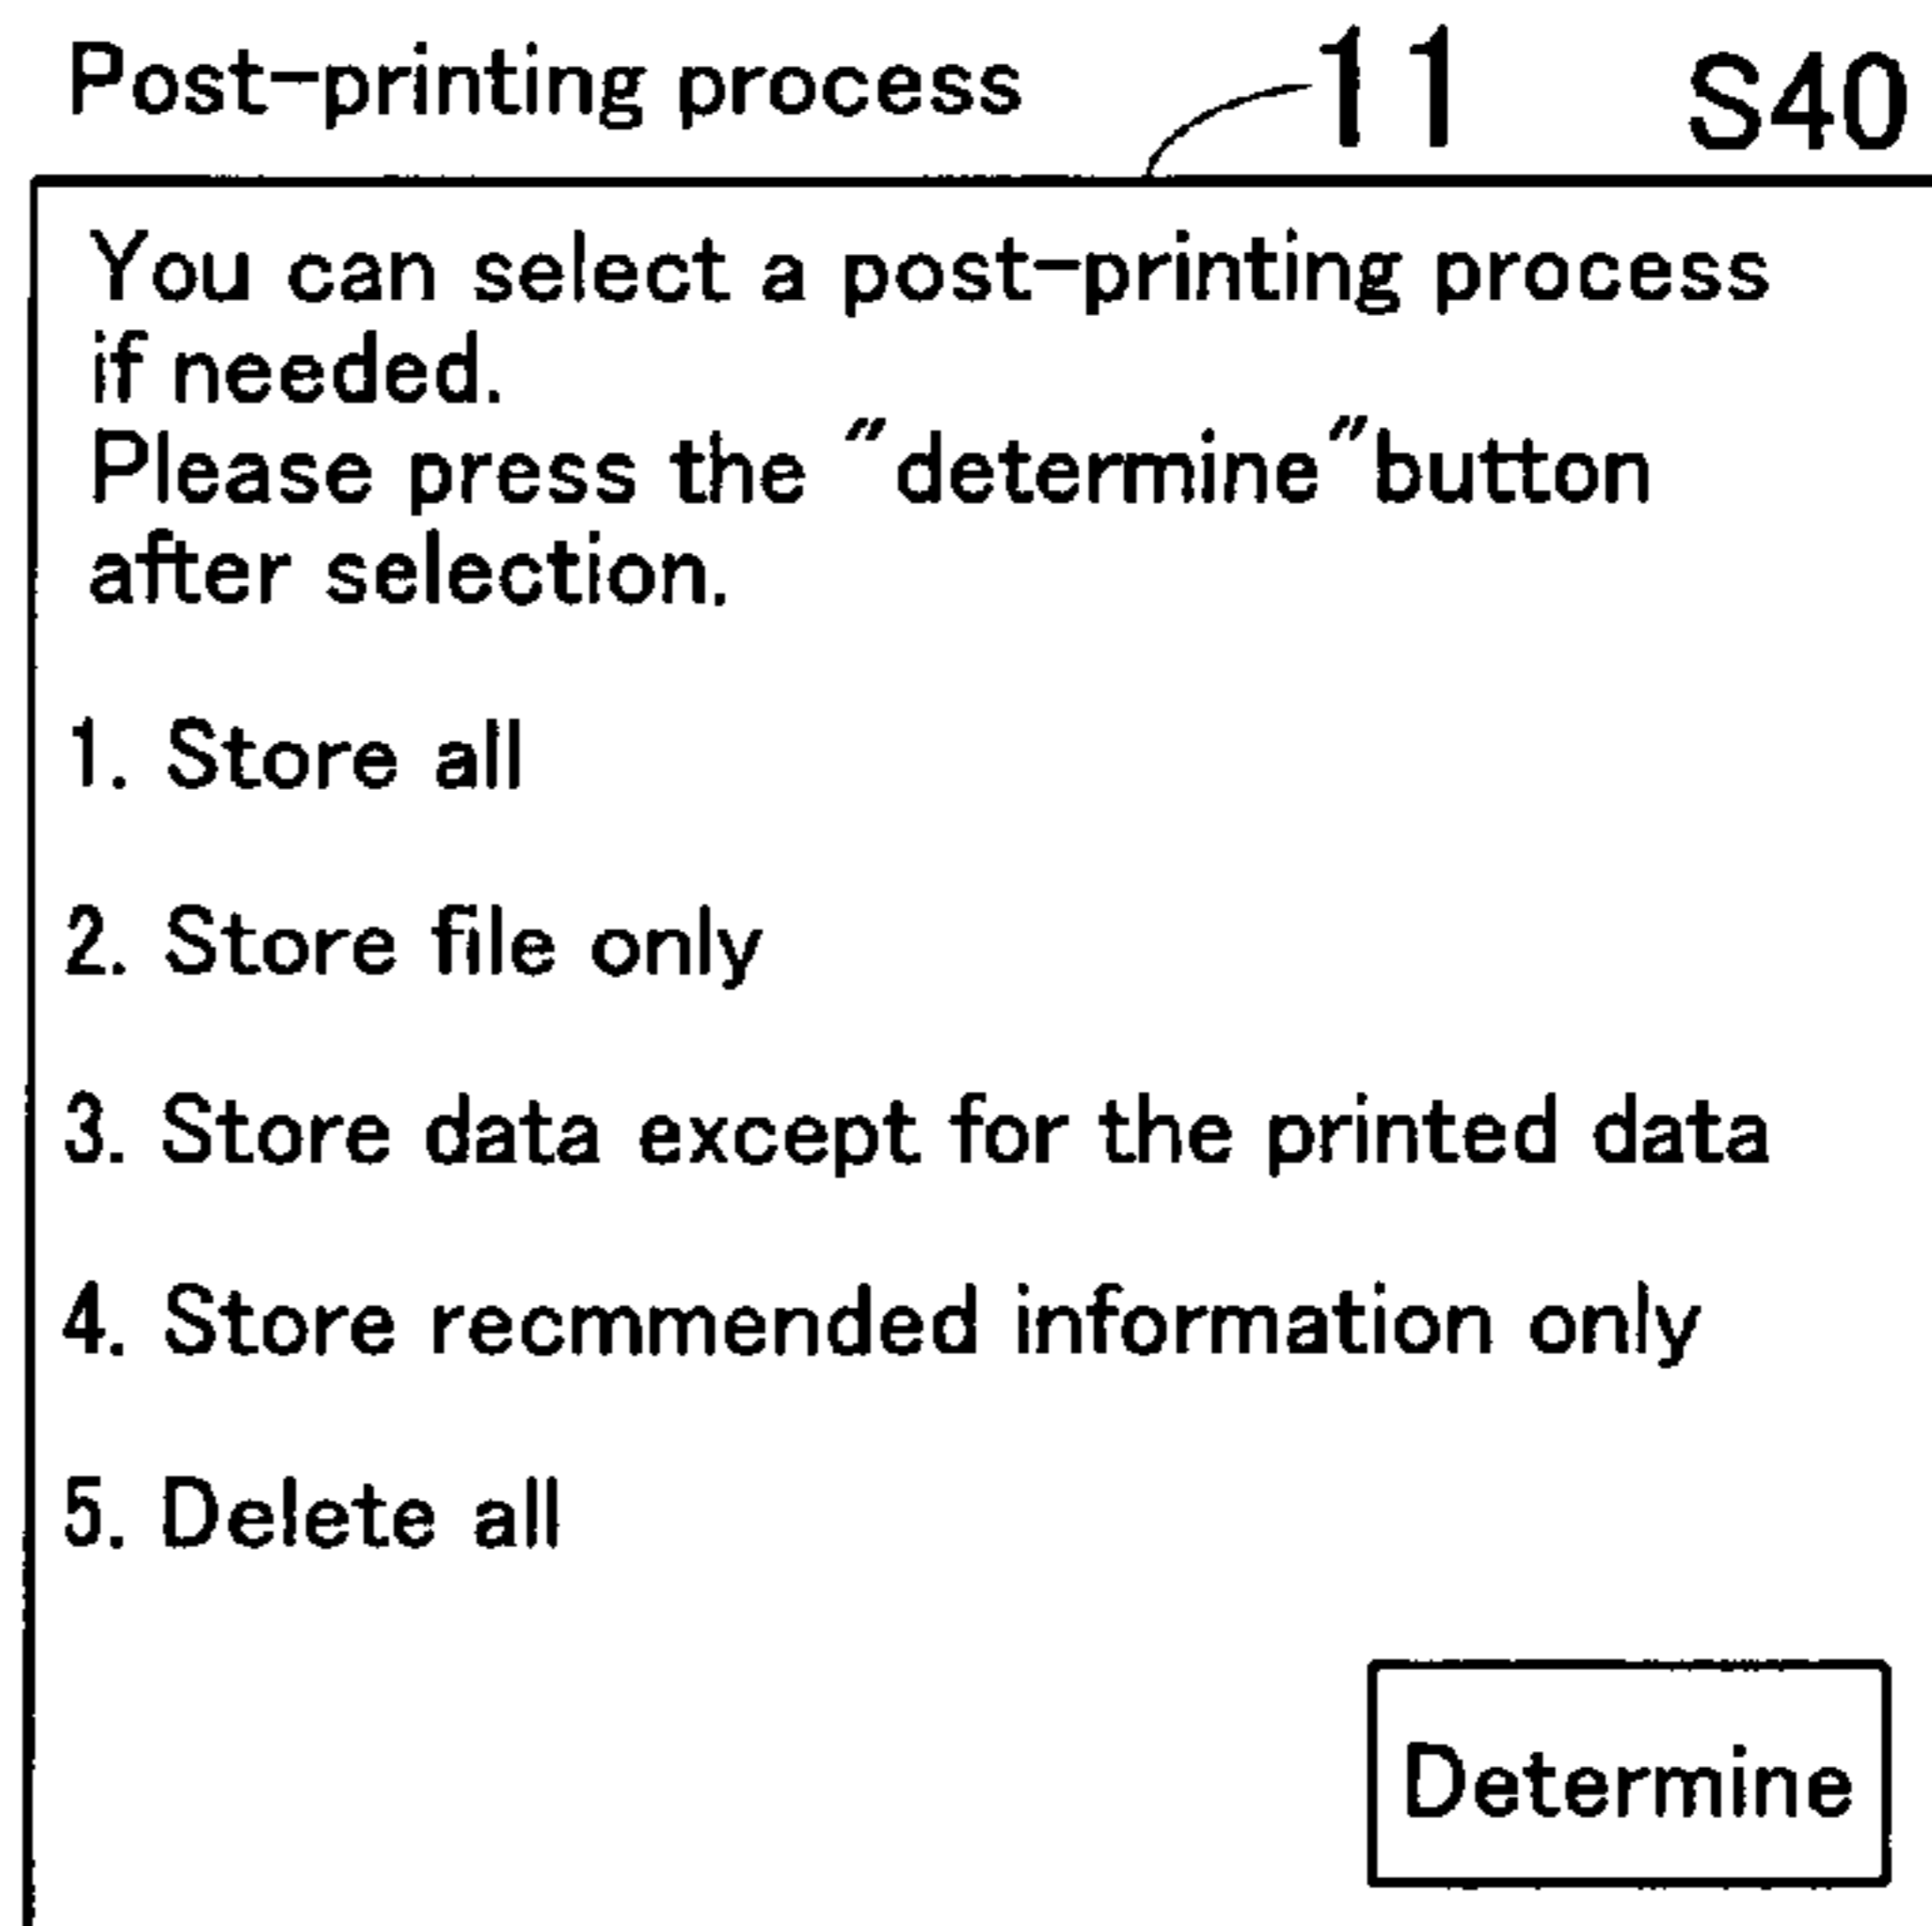 Post-printing process 11 S40
You can select a post-printing process
if needed.
Please press the "determine"button
after selection.
1. Store all
2. Store file only
3. Store data except for the printed data
4. Store recmmended information only
5. Delete all
Determine